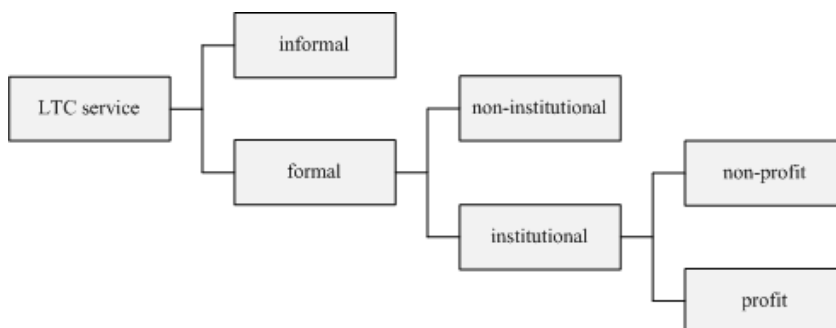 informal
LTC service
non-institutional
formal
non-profit
institutional
profit